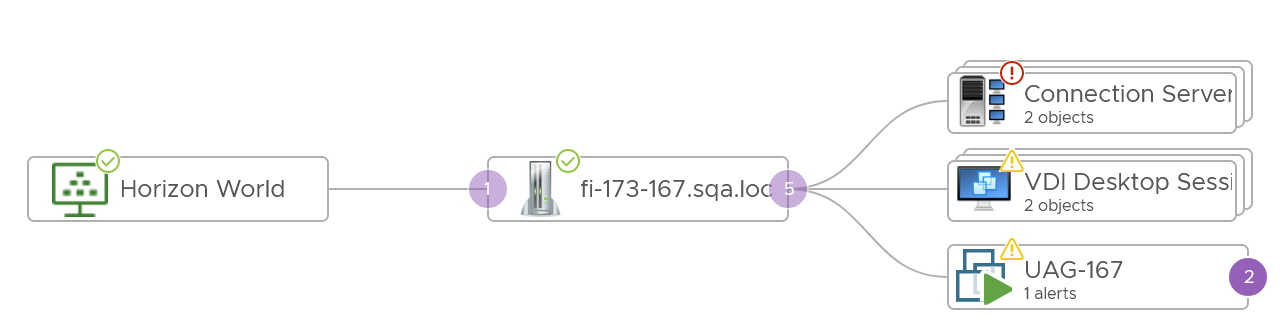 Horizon World
1
fi-173-167.sqa.loc
5
Connection Server
2 objects
VDI Desktop Sessi
2 objects
UAG-167
1 alerts
2